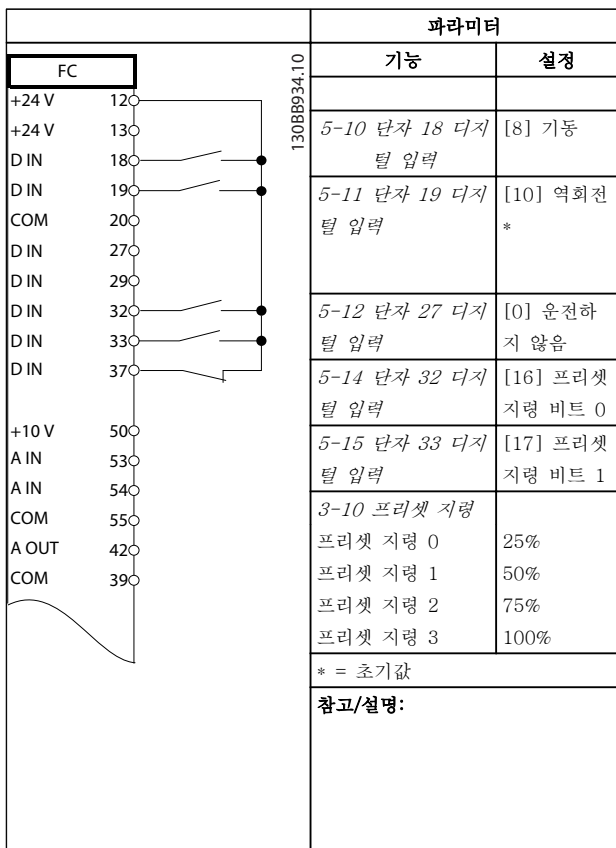 파라미터
기능 설정
FC
130BB934.10
+24 V 12
+24 V 13
D IN 18
D IN 19
COM 20
D IN 27
D IN 29
D IN 32
D IN 33
D IN 37
+10 V 50
A IN 53
A IN 54
COM 55
A OUT 42
COM 39
5-10 단자 18 디지
털 입력
[8] 기동
5-11 단자 19 디지
털 입력
[10] 역회전
*
5-12 단자 27 디지
털 입력
[0] 운전하
지 않음
5-14 단자 32 디지
털 입력
[16] 프리셋
지령 비트 0
5-15 단자 33 디지
털 입력
[17] 프리셋
지령 비트 1
3-10 프리셋 지령
프리셋 지령 0 25%
프리셋 지령 1 50%
프리셋 지령 2 75%
프리셋 지령 3 100%
* = 초기값
참고/설명: